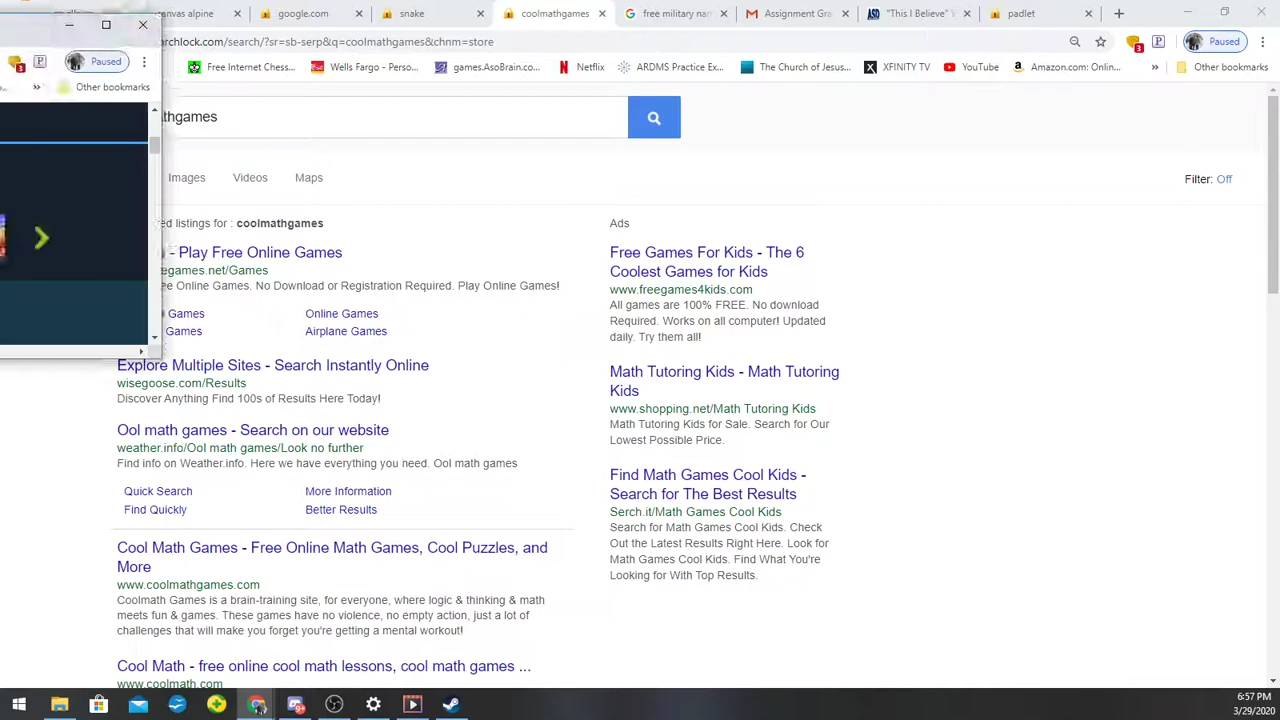 canvas alpine
google.com
snake
coolmathgames
free military nam
Assignment Gra
ASD
"This I Believe"
padlet
rchlock.com/search/?sr=sb-serp&q=coolmathgames&chnm=store
3
Paused
Free Internet Chess...
Wells Fargo - Perso...
games.AsoBrain.co...
Netflix
ARDMS Practice Ex...
The Church of Jesus...
XFINITY TV
YouTube
Amazon.com: Onlin...
»
Other bookmarks
3
Paused
»
Other bookmarks
thgames
Images
Videos
Maps
Filter: Off
ed listings for : coolmathgames
- Play Free Online Games
egames.net/Games
e Online Games. No Download or Registration Required. Play Online Games!
Games
Online Games
Games
Airplane Games
Explore Multiple Sites - Search Instantly Online
wisegoose.com/Results
Discover Anything Find 100s of Results Here Today!
Ool math games - Search on our website
weather.info/Ool math games/Look no further
Find info on Weather.info. Here we have everything you need. Ool math games
Quick Search
More Information
Find Quickly
Better Results
Cool Math Games - Free Online Math Games, Cool Puzzles, and
More
www.coolmathgames.com
Coolmath Games is a brain-training site, for everyone, where logic & thinking & math
meets fun & games. These games have no violence, no empty action, just a lot of
challenges that will make you forget you're getting a mental workout!
Cool Math - free online cool math lessons, cool math games ...
www.coolmath.com
Ads
Free Games For Kids - The 6
Coolest Games for Kids
www.freegames4kids.com
All games are 100% FREE. No download
Required. Works on all computer! Updated
daily. Try them all!
Math Tutoring Kids - Math Tutoring
Kids
www.shopping.net/Math Tutoring Kids
Math Tutoring Kids for Sale. Search for Our
Lowest Possible Price.
Find Math Games Cool Kids -
Search for The Best Results
Serch.it/Math Games Cool Kids
Search for Math Games Cool Kids. Check
Out the Latest Results Right Here. Look for
Math Games Cool Kids. Find What You're
Looking for With Top Results.
6:57 PM
3/29/2020